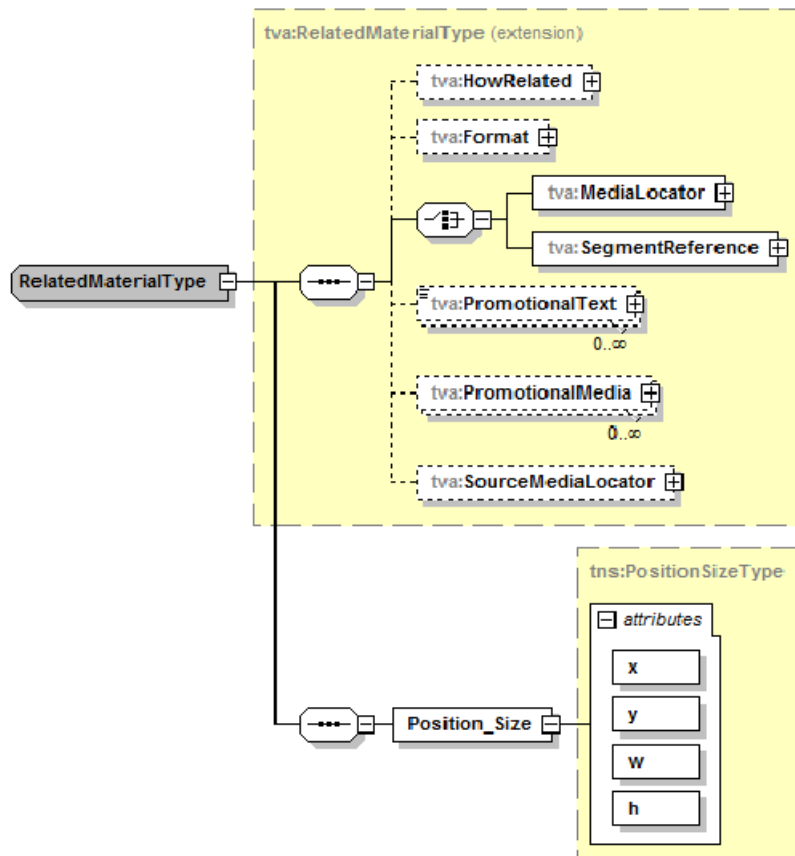 tva:RelatedMaterialType (extension)
tva:HowRelated
tva:Format
tva:MediaLocator
tva:SegmentReference
RelatedMaterialType
tva:PromotionalText
0..∞
tva:PromotionalMedia
0..∞
tva:SourceMediaLocator
tns:PositionSizeType
attributes
x
y
Position_Size
w
h